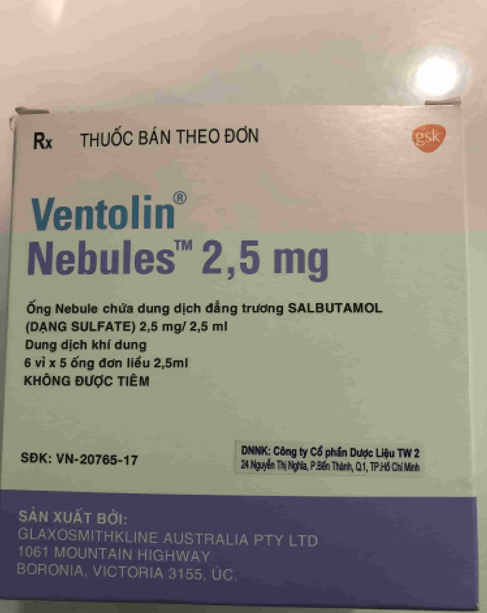 Rx THUỐC BÁN THEO ĐƠN
gsk
Ventolin®
Nebules™ 2,5 mg
Ống Nebule chứa dung dịch đẳng trương SALBUTAMOL
(DẠNG SULFATE) 2,5 mg/ 2,5 ml
Dung dịch khí dung
6 vỉ x 5 ống đơn liều 2,5ml
KHÔNG ĐƯỢC TIÊM
SĐK: VN-20765-17
DNNK: Công ty Cổ phần Dược Liệu TW 2
24 Nguyễn Thị Nghĩa, P.Bến Thành, Q.1, TP.Hồ Chí Minh
SẢN XUẤT BỞI:
GLAXOSMITHKLINE AUSTRALIA PTY LTD
1061 MOUNTAIN HIGHWAY
BORONIA, VICTORIA 3155, ÚC.